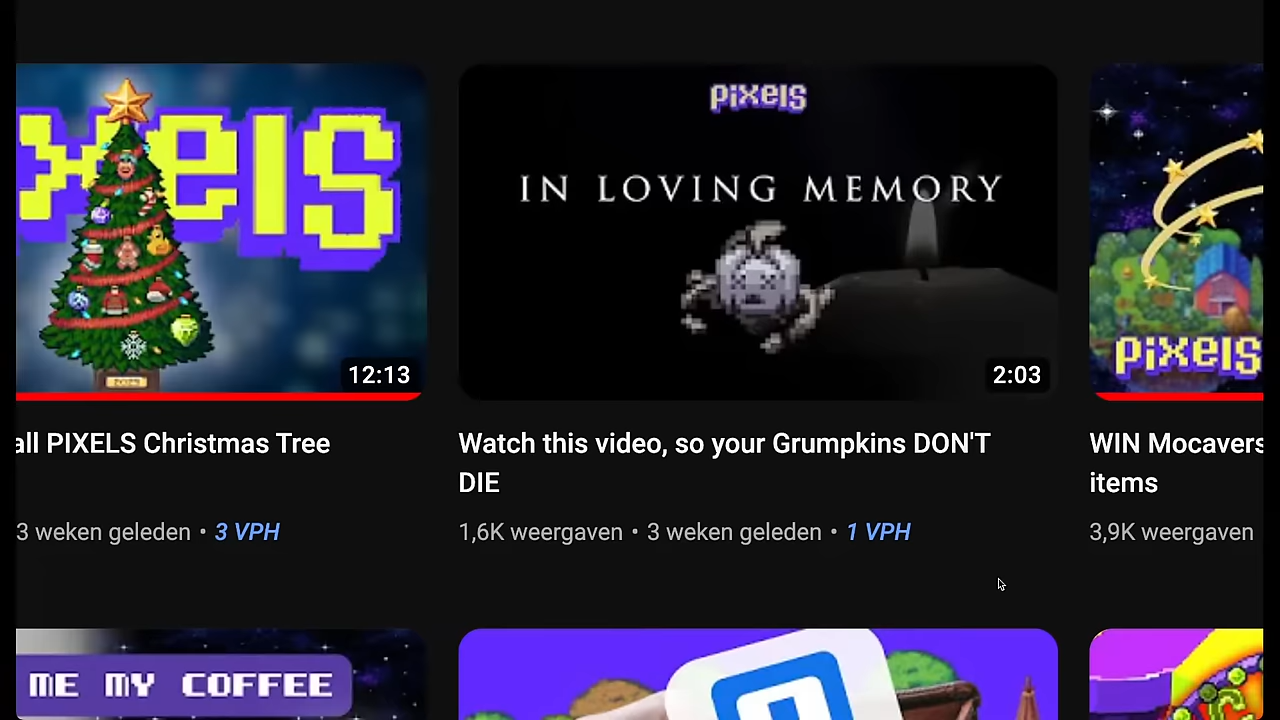 xels
12:13
all PIXELS Christmas Tree
3 weken geleden • 3 VPH
pixels
IN LOVING MEMORY
2:03
Watch this video, so your Grumpkins DON'T
DIE
1,6K weergaven • 3 weken geleden • 1 VPH
pixels
WIN Mocavers
items
3,9K weergaven
ME MY COFFEE